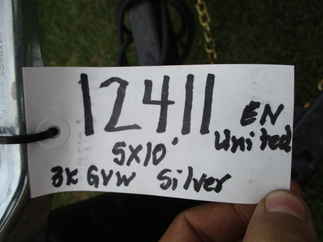 12411 EN
United
5x10'
3K GVW Silver